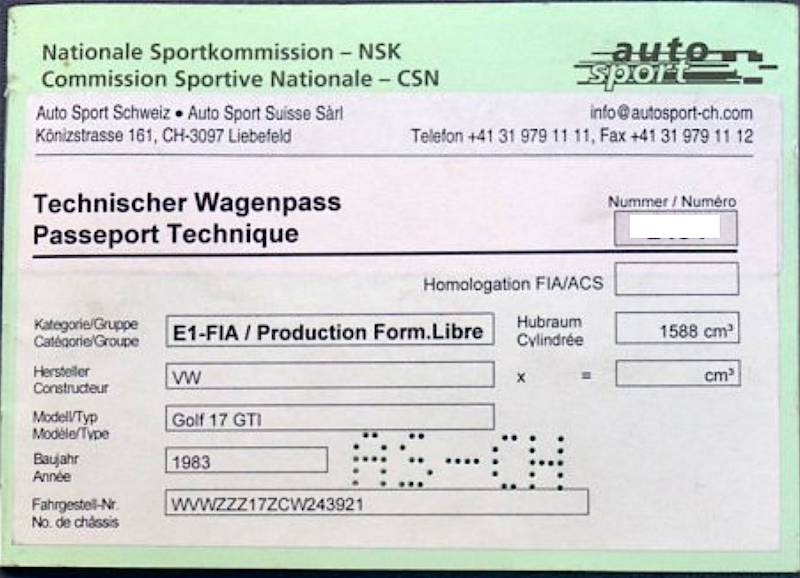 Nationale Sportkommission – NSK
Commission Sportive Nationale – CSN
auto sport
Auto Sport Schweiz • Auto Sport Suisse Sàrl
info@autosport-ch.com
Könizstrasse 161, CH-3097 Liebefeld
Telefon +41 31 979 11 11, Fax +41 31 979 11 12
Technischer Wagenpass
Passeport Technique
Nummer / Numéro
Homologation FIA/ACS
Kategorie/Gruppe
Catégorie/Groupe
E1-FIA / Production Form.Libre
Hubraum
Cylindrée
1588 cm³
Hersteller
Constructeur
VW
x = cm³
Modell/Typ
Modèle/Type
Golf 17 GTI
Baujahr
Année
1983
AS-CH
Fahrgestell-Nr.
No. de châssis
WVWZZZ17ZCW243921